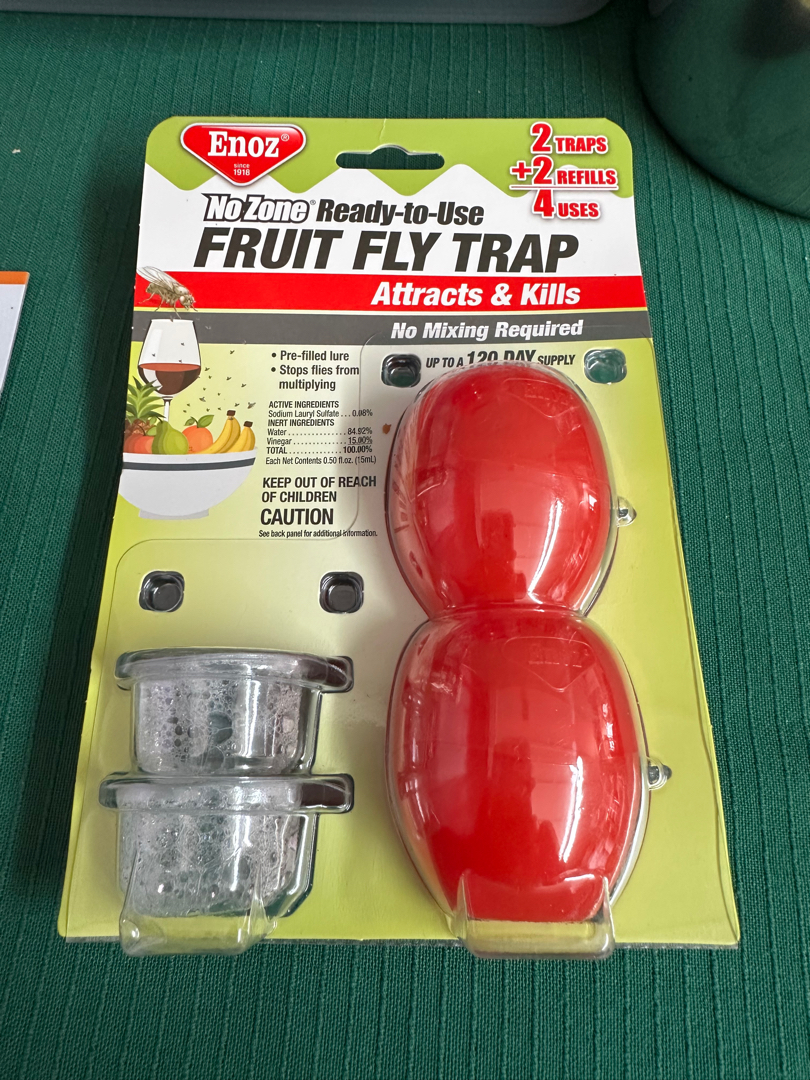 Enoz®
since
1918
2 TRAPS
+2 REFILLS
4 USES
NoZone® Ready-to-Use
FRUIT FLY TRAP
Attracts & Kills
No Mixing Required
UP TO A 120 DAY SUPPLY
• Pre-filled lure
• Stops flies from
multiplying
ACTIVE INGREDIENTS
Sodium Lauryl Sulfate . . . 0.08%
INERT INGREDIENTS
Water . . . . . . . . . . . . . . . . . 84.92%
Vinegar . . . . . . . . . . . . . . . 15.00%
TOTAL . . . . . . . . . . . . . . . 100.00%
Each Net Contents 0.50 fl.oz. (15mL)
KEEP OUT OF REACH
OF CHILDREN
CAUTION
See back panel for additional information.